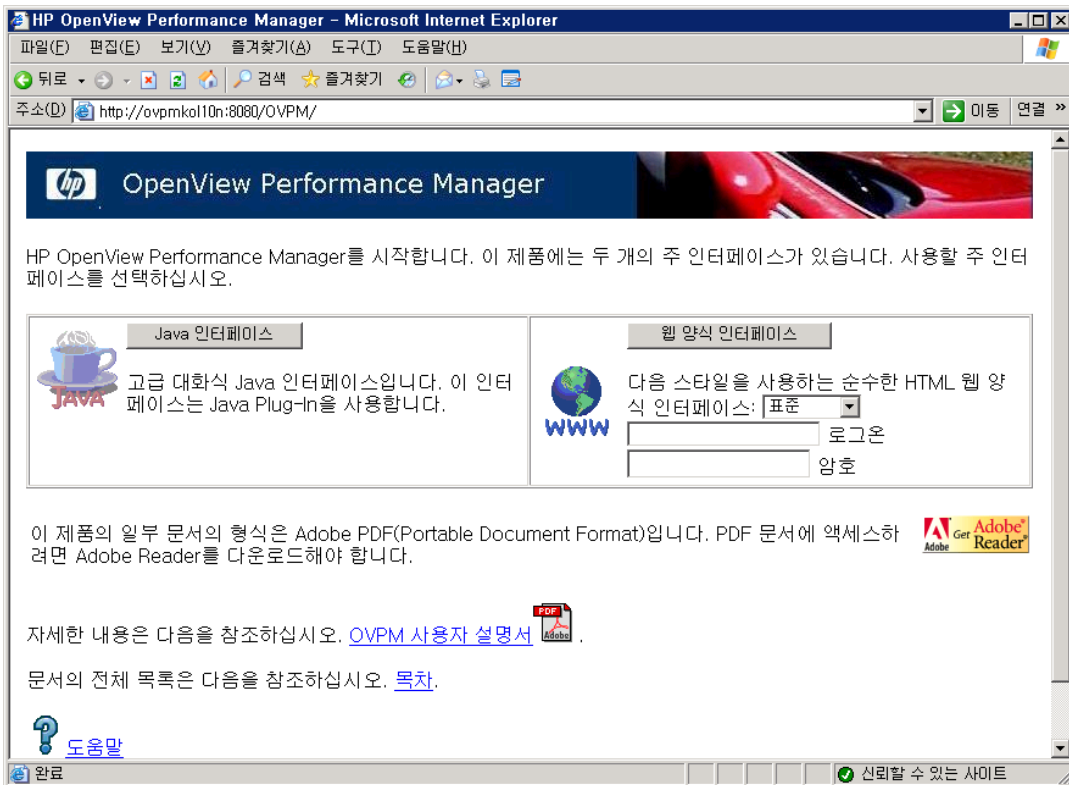 HP OpenView Performance Manager - Microsoft Internet Explorer
파일(F) 편집(E) 보기(V) 즐겨찾기(A) 도구(T) 도움말(H)
뒤로 검색 즐겨찾기
주소(D) http://ovpmkol10n:8080/OVPM/ 이동 연결 »
hp OpenView Performance Manager
HP OpenView Performance Manager를 시작합니다. 이 제품에는 두 개의 주 인터페이스가 있습니다. 사용할 주 인터
페이스를 선택하십시오.
Java 인터페이스
JAVA
고급 대화식 Java 인터페이스입니다. 이 인터
페이스는 Java Plug-In을 사용합니다.
웹 양식 인터페이스
WWW
다음 스타일을 사용하는 순수한 HTML 웹 양
식 인터페이스: 표준
로그온
암호
이 제품의 일부 문서의 형식은 Adobe PDF(Portable Document Format)입니다. PDF 문서에 액세스하
려면 Adobe Reader를 다운로드해야 합니다.
Adobe Get Adobe® Reader®
자세한 내용은 다음을 참조하십시오. OVPM 사용자 설명서 PDF Adobe .
문서의 전체 목록은 다음을 참조하십시오. 목차.
도움말
완료 신뢰할 수 있는 사이트